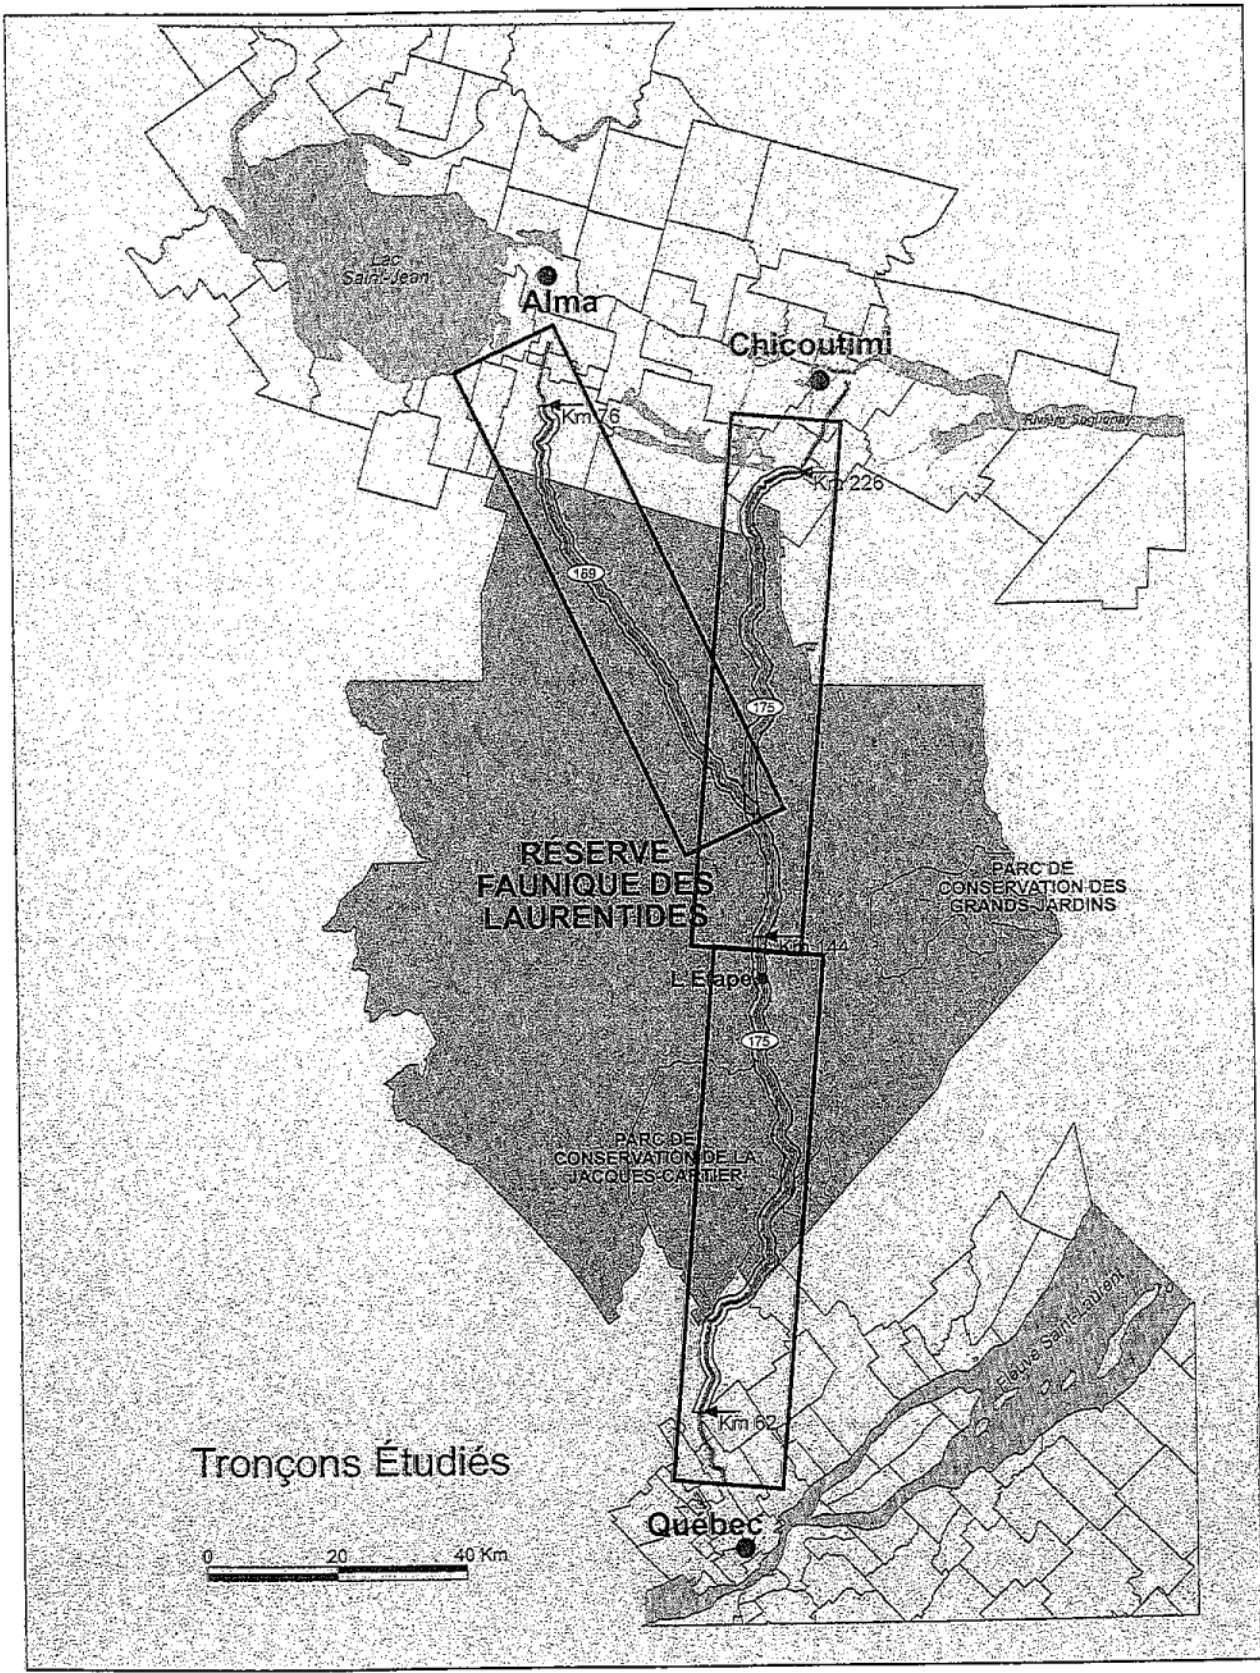 Lac
Saint-Jean
Alma
Chicoutimi
Km 76
Rivière Saguenay
Km 226
169
175
RÉSERVE
FAUNIQUE DES
LAURENTIDES
PARC DE
CONSERVATION DES
GRANDS-JARDINS
Km 144
L'Étape
175
PARC DE
CONSERVATION DE LA
JACQUES-CARTIER
Fleuve Saint-Laurent
Km 62
Tronçons Étudiés
Québec
0 20 40 Km